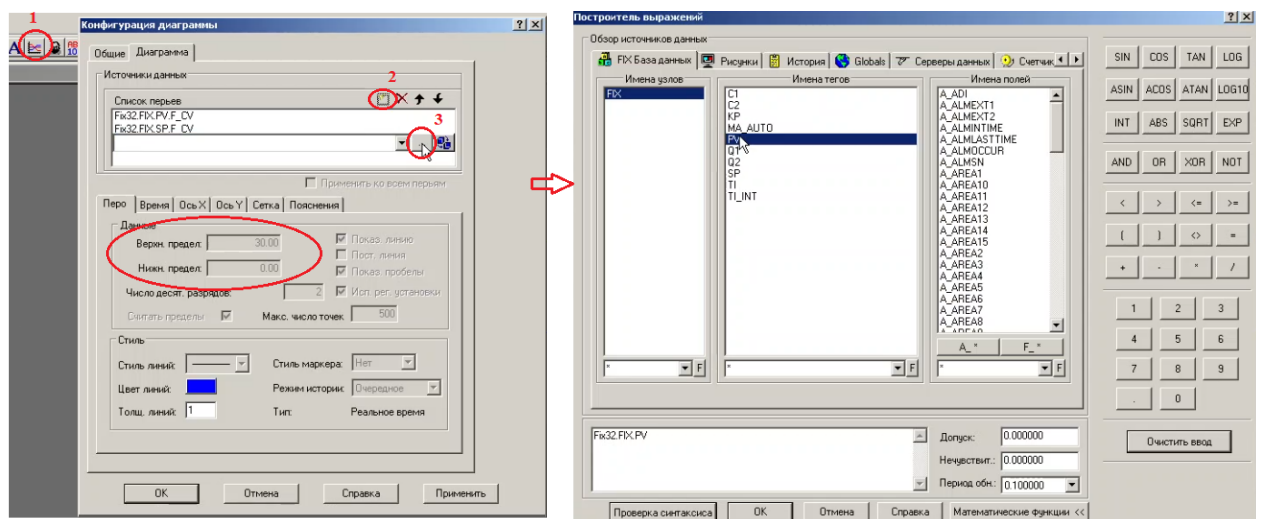 1
A
AB
10
Конфигурация диаграммы
Общие Диаграмма
Источники данных
2
Список перьев
Fix32.FIX.PV.F_CV
Fix32.FIX.SP.F_CV
3
Применить ко всем перьям
Перо Время Ось X Ось Y Сетка Пояснения
Данные
Верхн. предел: 30.00
Показ. линию
Пост. линия
Нижн. предел: 0.00
Показ. пробелы
Число десят. разрядов: 2
Исп. рег. установки
Считать пределы
Макс. число точек 500
Стиль
Стиль линий:
Стиль маркера: Нет
Цвет линий:
Режим истории: Очередное
Толщ. линий: 1
Тип: Реальное время
OK Отмена Справка Применить
Построитель выражений
Обзор источников данных
FIX База данных Рисунки История Globals Серверы данных Счетчик
Имена узлов
FIX
*
F
Имена тегов
C1
C2
KP
MA_AUTO
PV
Q1
Q2
SP
TI
TI_INT
*
F
Имена полей
A_ADI
A_ALMEXT1
A_ALMEXT2
A_ALMINTIME
A_ALMLASTTIME
A_ALMOCCUR
A_ALMSN
A_AREA1
A_AREA10
A_AREA11
A_AREA12
A_AREA13
A_AREA14
A_AREA15
A_AREA2
A_AREA3
A_AREA4
A_AREA5
A_AREA6
A_AREA7
A_AREA8
A_* F_*
*
F
Fix32.FIX.PV
Допуск: 0.000000
Нечувствит.: 0.000000
Период обн.: 0.100000
Проверка синтаксиса OK Отмена Справка Математические функции <<
SIN COS TAN LOG
ASIN ACOS ATAN LOG10
INT ABS SQRT EXP
AND OR XOR NOT
< > <= >=
( ) <> =
+ - * /
1 2 3
4 5 6
7 8 9
. 0
Очистить ввод